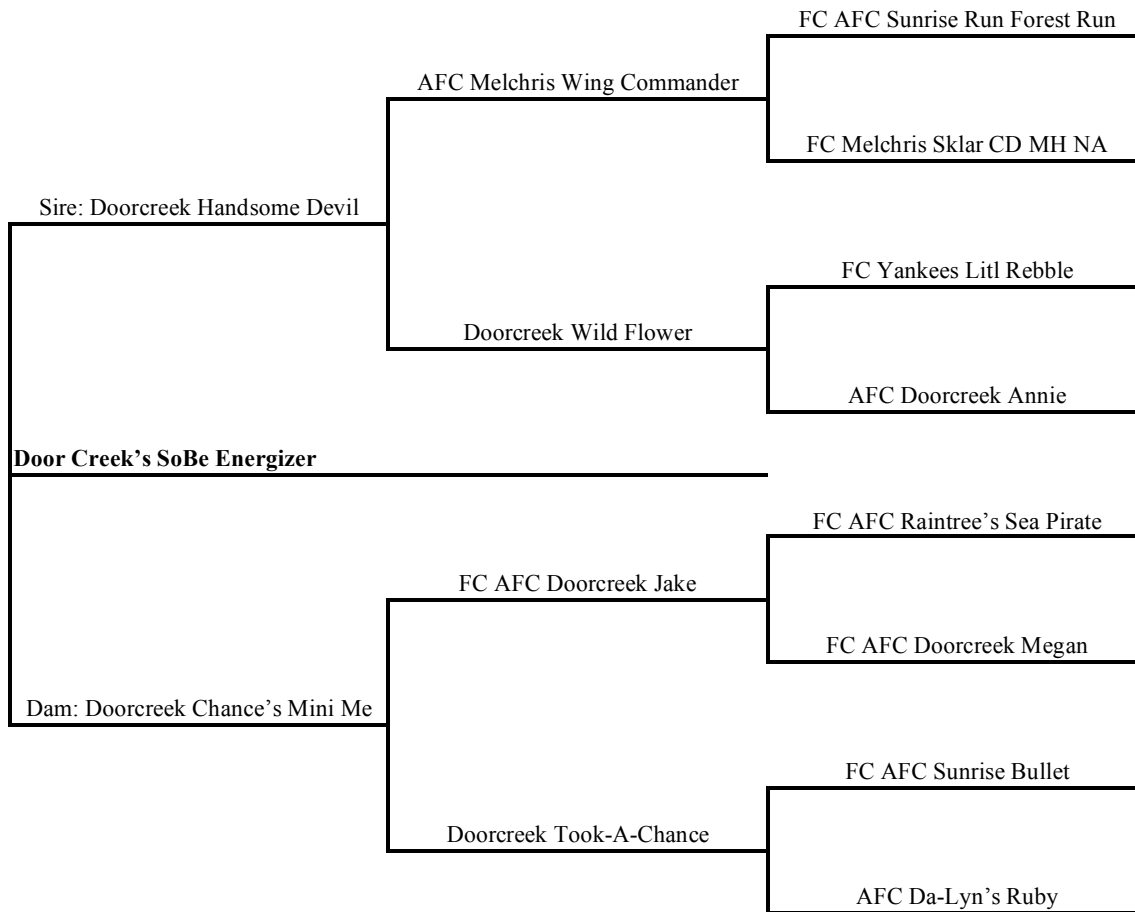 FC AFC Sunrise Run Forest Run
AFC Melchris Wing Commander
FC Melchris Sklar CD MH NA
Sire: Doorcreek Handsome Devil
FC Yankees Litl Rebble
Doorcreek Wild Flower
AFC Doorcreek Annie
Door Creek’s SoBe Energizer
FC AFC Raintree’s Sea Pirate
FC AFC Doorcreek Jake
FC AFC Doorcreek Megan
Dam: Doorcreek Chance’s Mini Me
FC AFC Sunrise Bullet
Doorcreek Took-A-Chance
AFC Da-Lyn’s Ruby